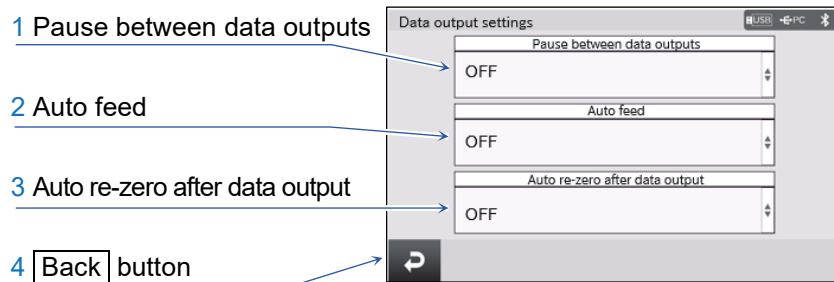 1 Pause between data outputs
2 Auto feed
3 Auto re-zero after data output
4 Back button
Data output settings
USB PC
Pause between data outputs
OFF
Auto feed
OFF
Auto re-zero after data output
OFF